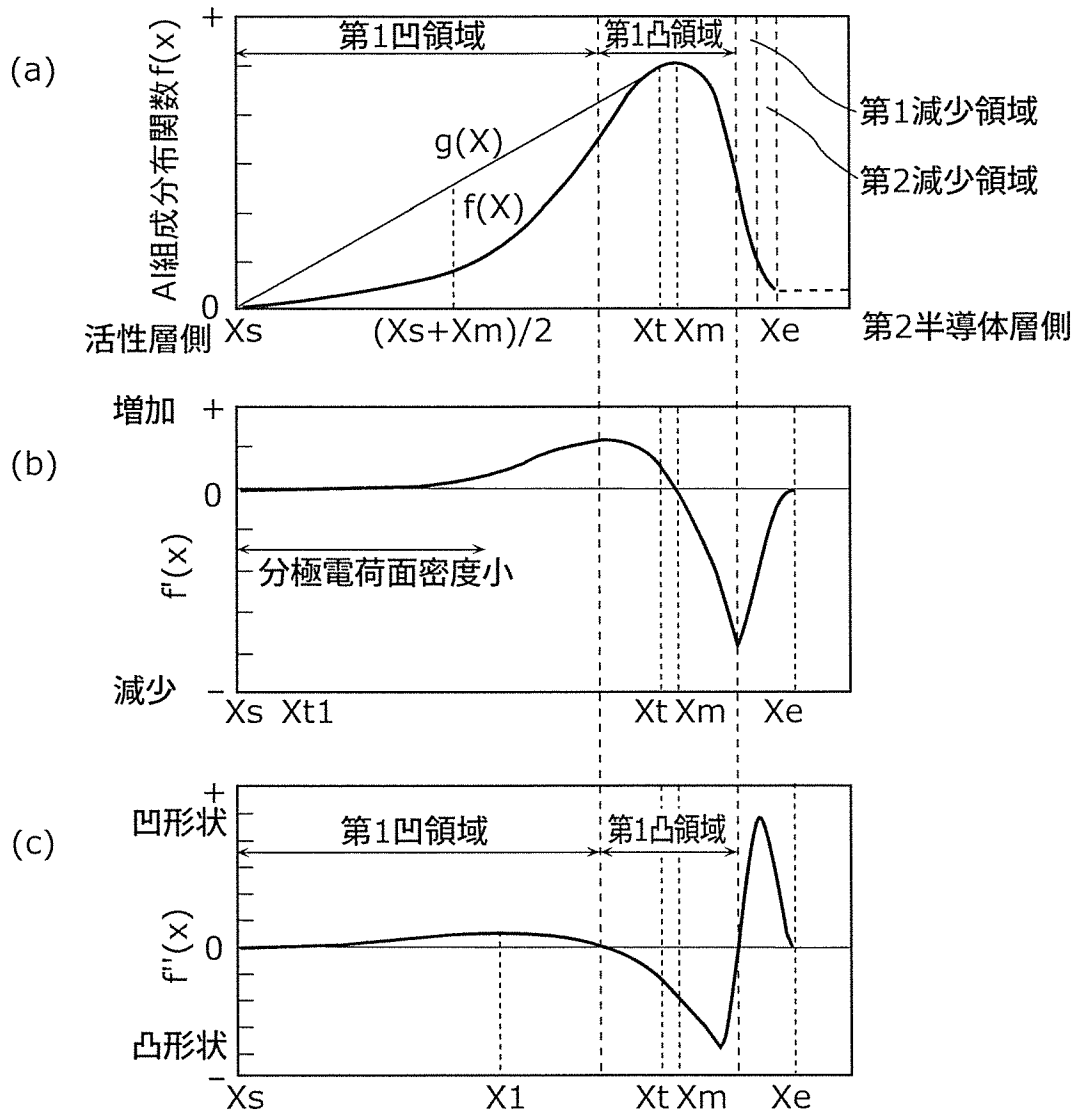 (a)
Al組成分布関数f(x)
+
第1凹領域
第1凸領域
第1減少領域
第2減少領域
g(X)
f(X)
0
活性層側
Xs
(Xs+Xm)/2
Xt
Xm
Xe
第2半導体層側
(b)
増加
+
0
f'(x)
分極電荷面密度小
減少
−
Xs
Xt1
Xt
Xm
Xe
(c)
+
凹形状
第1凹領域
第1凸領域
f''(x)
0
凸形状
−
Xs
X1
Xt
Xm
Xe